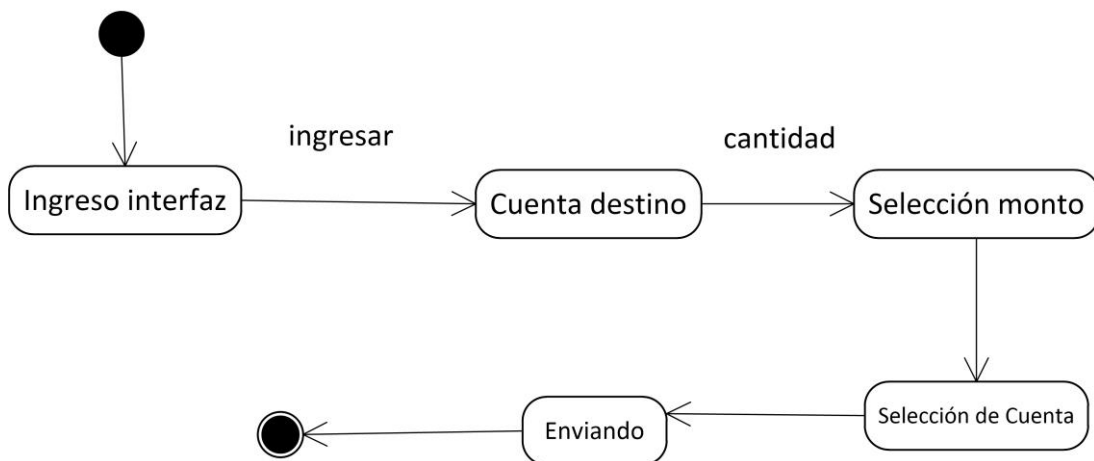 ingresar
cantidad
Ingreso interfaz
Cuenta destino
Selección monto
Selección de Cuenta
Enviando